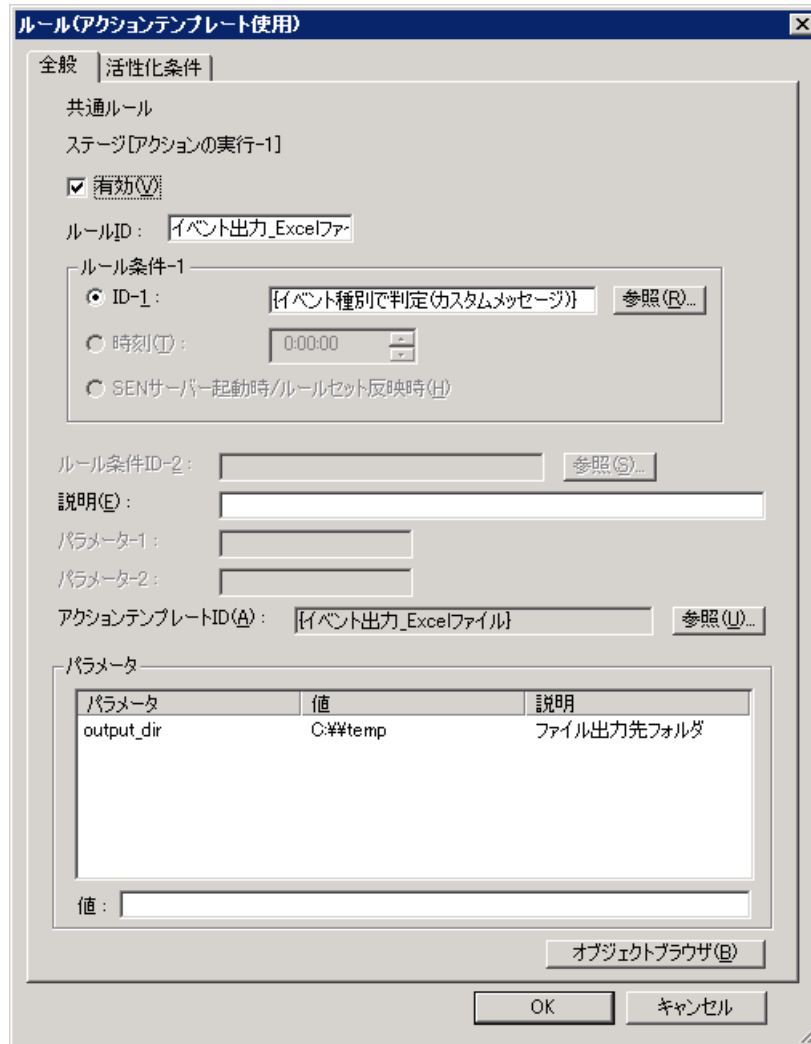 ルール(アクションテンプレート使用)
全般 活性化条件
共通ルール
ステージ[アクションの実行-1]
有効(V)
ルールID: イベント出力_Excelファイ
ルール条件-1
ID-1: {イベント種別で判定(カスタムメッセージ)} 参照(R)...
時刻(T): 0:00:00
SENサーバー起動時/ルールセット反映時(H)
ルール条件ID-2: 参照(S)...
説明(E):
パラメーター-1:
パラメーター-2:
アクションテンプレートID(A): {イベント出力_Excelファイル} 参照(U)...
パラメータ
パラメータ 値 説明
output_dir C:¥¥temp ファイル出力先フォルダ
値:
オブジェクトブラウザ(B)
OK キャンセル